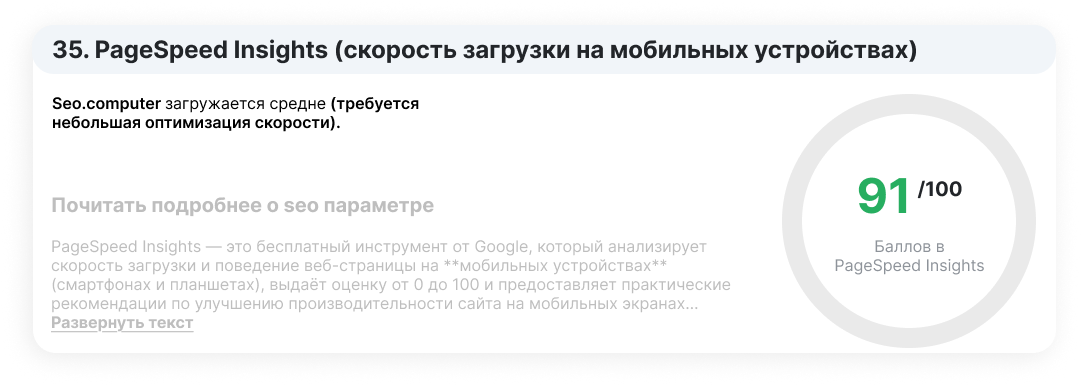 35. PageSpeed Insights (скорость загрузки на мобильных устройствах)
Seo.computer загружается средне (требуется
небольшая оптимизация скорости).
Почитать подробнее о seo параметре
PageSpeed Insights — это бесплатный инструмент от Google, который анализирует
скорость загрузки и поведение веб-страницы на **мобильных устройствах**
(смартфонах и планшетах), выдаёт оценку от 0 до 100 и предоставляет практические
рекомендации по улучшению производительности сайта на мобильных экранах...
Развернуть текст
91 /100
Баллов в
PageSpeed Insights